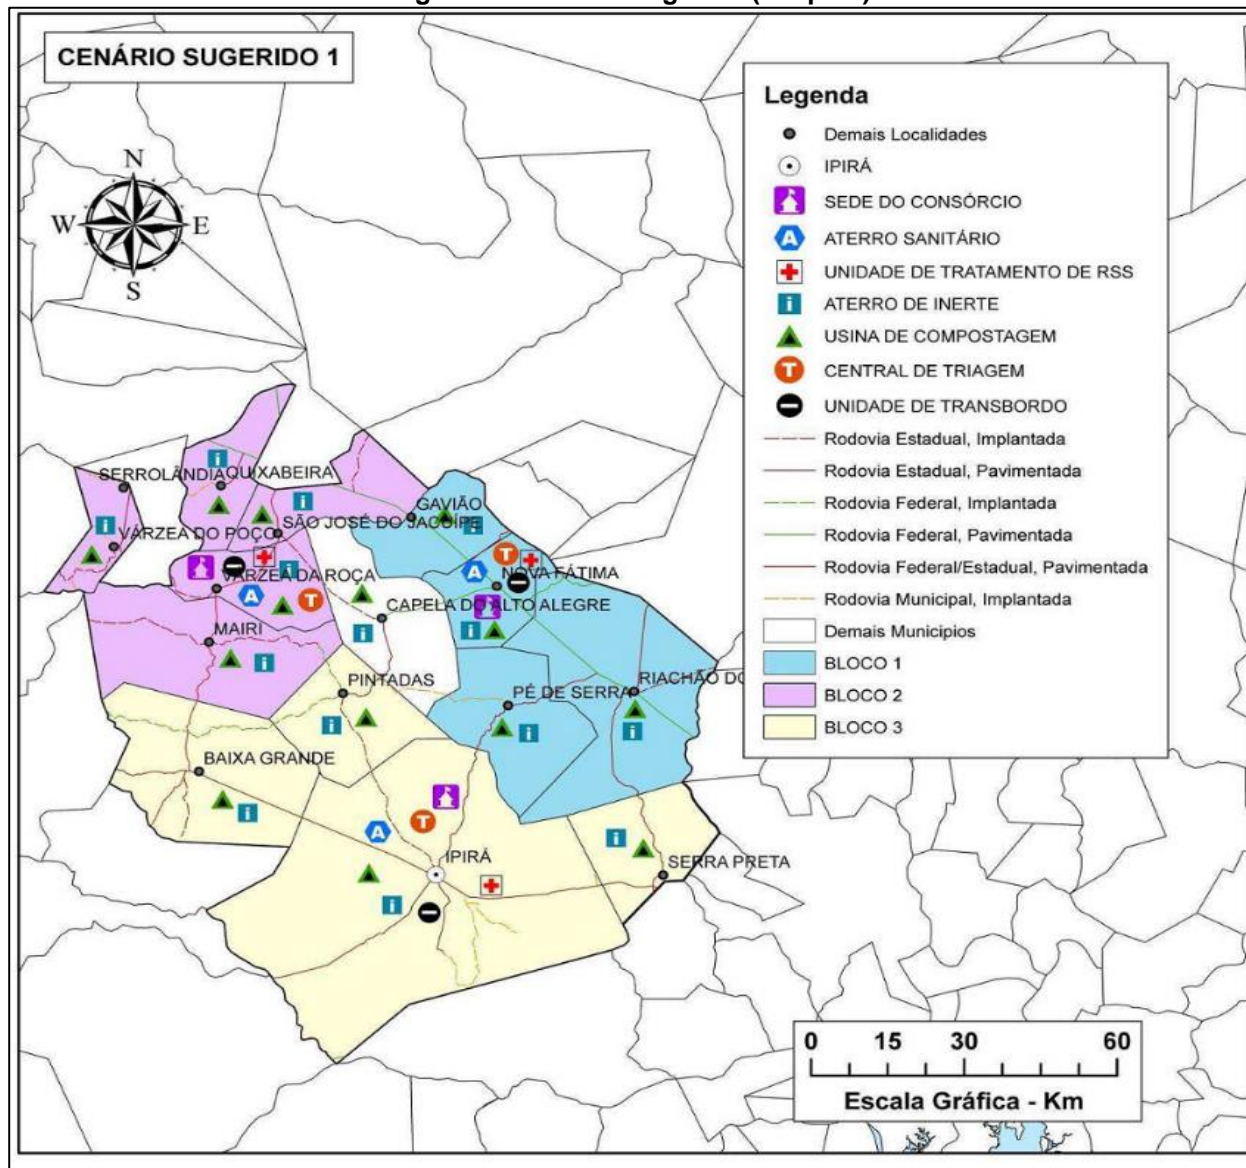 CENÁRIO SUGERIDO 1
N
W
E
S
Legenda
Demais Localidades
IPIRÁ
SEDE DO CONSÓRCIO
A
ATERRO SANITÁRIO
UNIDADE DE TRATAMENTO DE RSS
i
ATERRO DE INERTE
USINA DE COMPOSTAGEM
T
CENTRAL DE TRIAGEM
UNIDADE DE TRANSBORDO
Rodovia Estadual, Implantada
Rodovia Estadual, Pavimentada
Rodovia Federal, Implantada
Rodovia Federal, Pavimentada
Rodovia Federal/Estadual, Pavimentada
Rodovia Municipal, Implantada
Demais Municipios
BLOCO 1
BLOCO 2
BLOCO 3
SERROLÂNDIA
QUIXABEIRA
GAVIÃO
VÁRZEA DO POÇO
SÃO JOSÉ DO JACUÍPE
VÁRZEA DA ROÇA
NOVA FÁTIMA
CAPELA DO ALTO ALEGRE
MAIRI
PINTADAS
PÉ DE SERRA
RIACHÃO DO
BAIXA GRANDE
IPIRÁ
SERRA PRETA
0 15 30 60
Escala Gráfica - Km